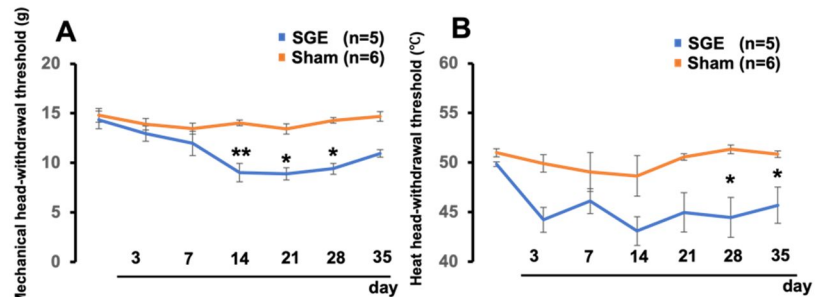 A
SGE (n=5)
Sham (n=6)
Mechanical head-withdrawal threshold (g)
20
15
10
5
0
** * *
3 7 14 21 28 35
day
B
SGE (n=5)
Sham (n=6)
Heat head-withdrawal threshold (℃)
60
55
50
45
40
* *
3 7 14 21 28 35
day